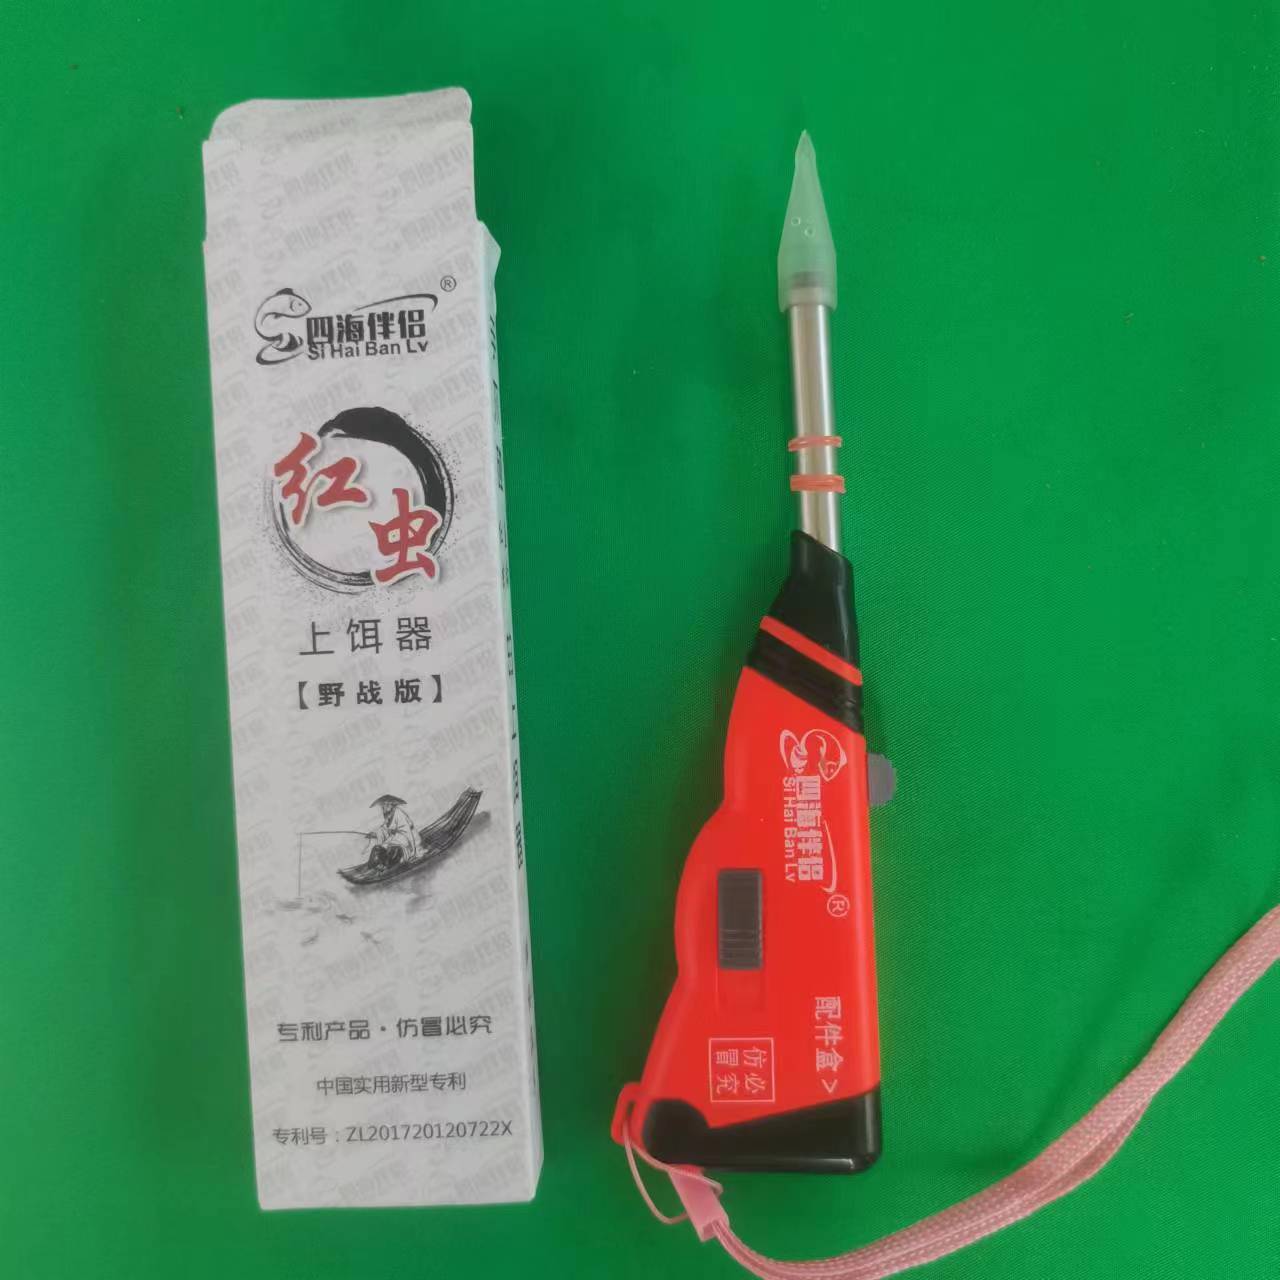 四海伴侣®
Si Hai Ban Lv
红虫
上饵器
【野战版】
专利产品·仿冒必究
中国实用新型专利
专利号：ZL201720120722X
四海伴侣®
Si Hai Ban Lv
配件盒>
仿必
冒究